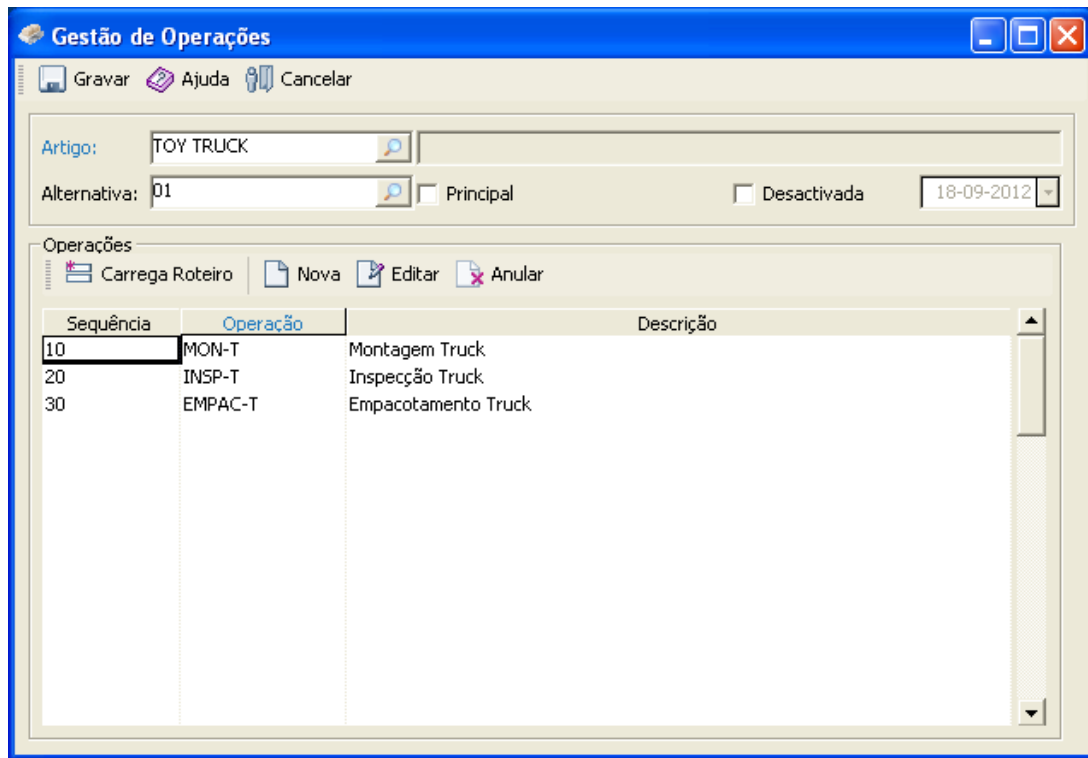 Gestão de Operações
Gravar Ajuda Cancelar
Artigo: TOY TRUCK
Alternativa: 01 Principal Desactivada 18-09-2012
Operações
Carrega Roteiro Nova Editar Anular
Sequência Operação Descrição
10 MON-T Montagem Truck
20 INSP-T Inspecção Truck
30 EMPAC-T Empacotamento Truck